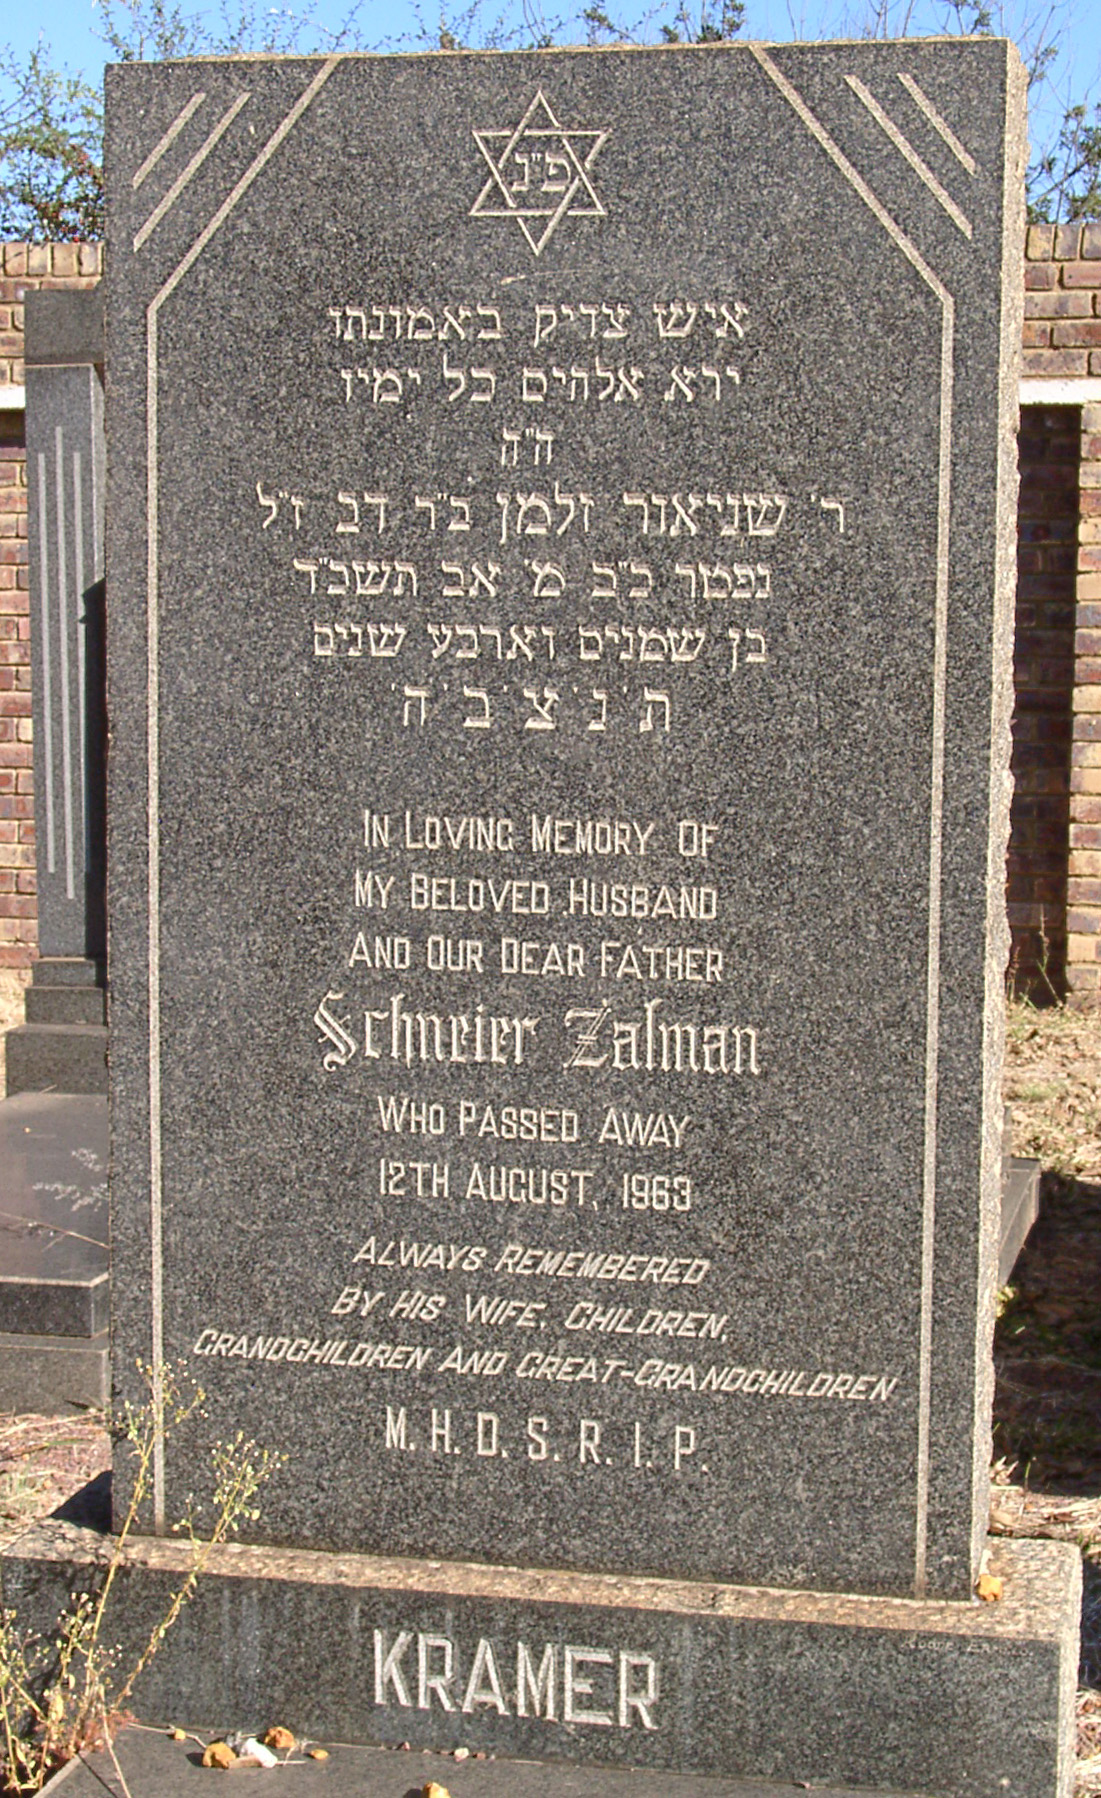 פ״נ
איש צדיק באמונתו
ירא אלהים כל ימיו
ה״ה
ר׳ שניאור זלמן ב״ר דב ז״ל
נפטר כ״ב מ׳ אב תשכ״ד
בן שמנים וארבע שנים
ת׳ נ׳ צ׳ ב׳ ה׳
IN LOVING MEMORY OF
MY BELOVED HUSBAND
AND OUR DEAR FATHER
Schneier Zalman
WHO PASSED AWAY
12TH AUGUST, 1963
ALWAYS REMEMBERED
BY HIS WIFE, CHILDREN,
GRANDCHILDREN AND GREAT-GRANDCHILDREN
M. H. D. S. R. I. P.
KRAMER